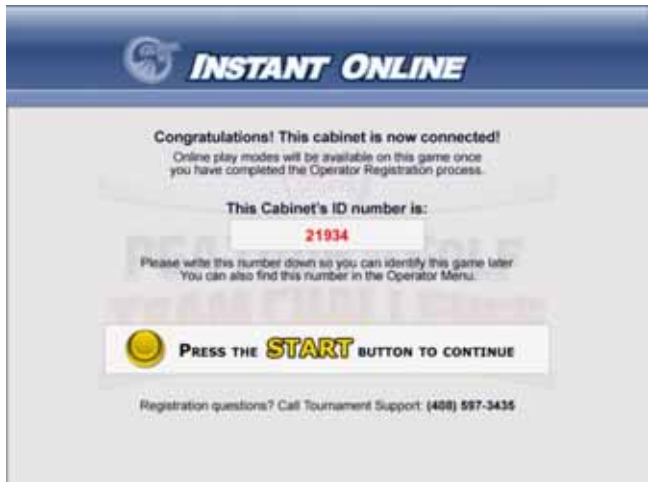 INSTANT ONLINE
Congratulations! This cabinet is now connected!
Online play modes will be available on this game once
you have completed the Operator Registration process.
This Cabinet's ID number is:
21934
Please write this number down so you can identify this game later
You can also find this number in the Operator Menu.
PRESS THE START BUTTON TO CONTINUE
Registration questions? Call Tournament Support: (408) 597-3435